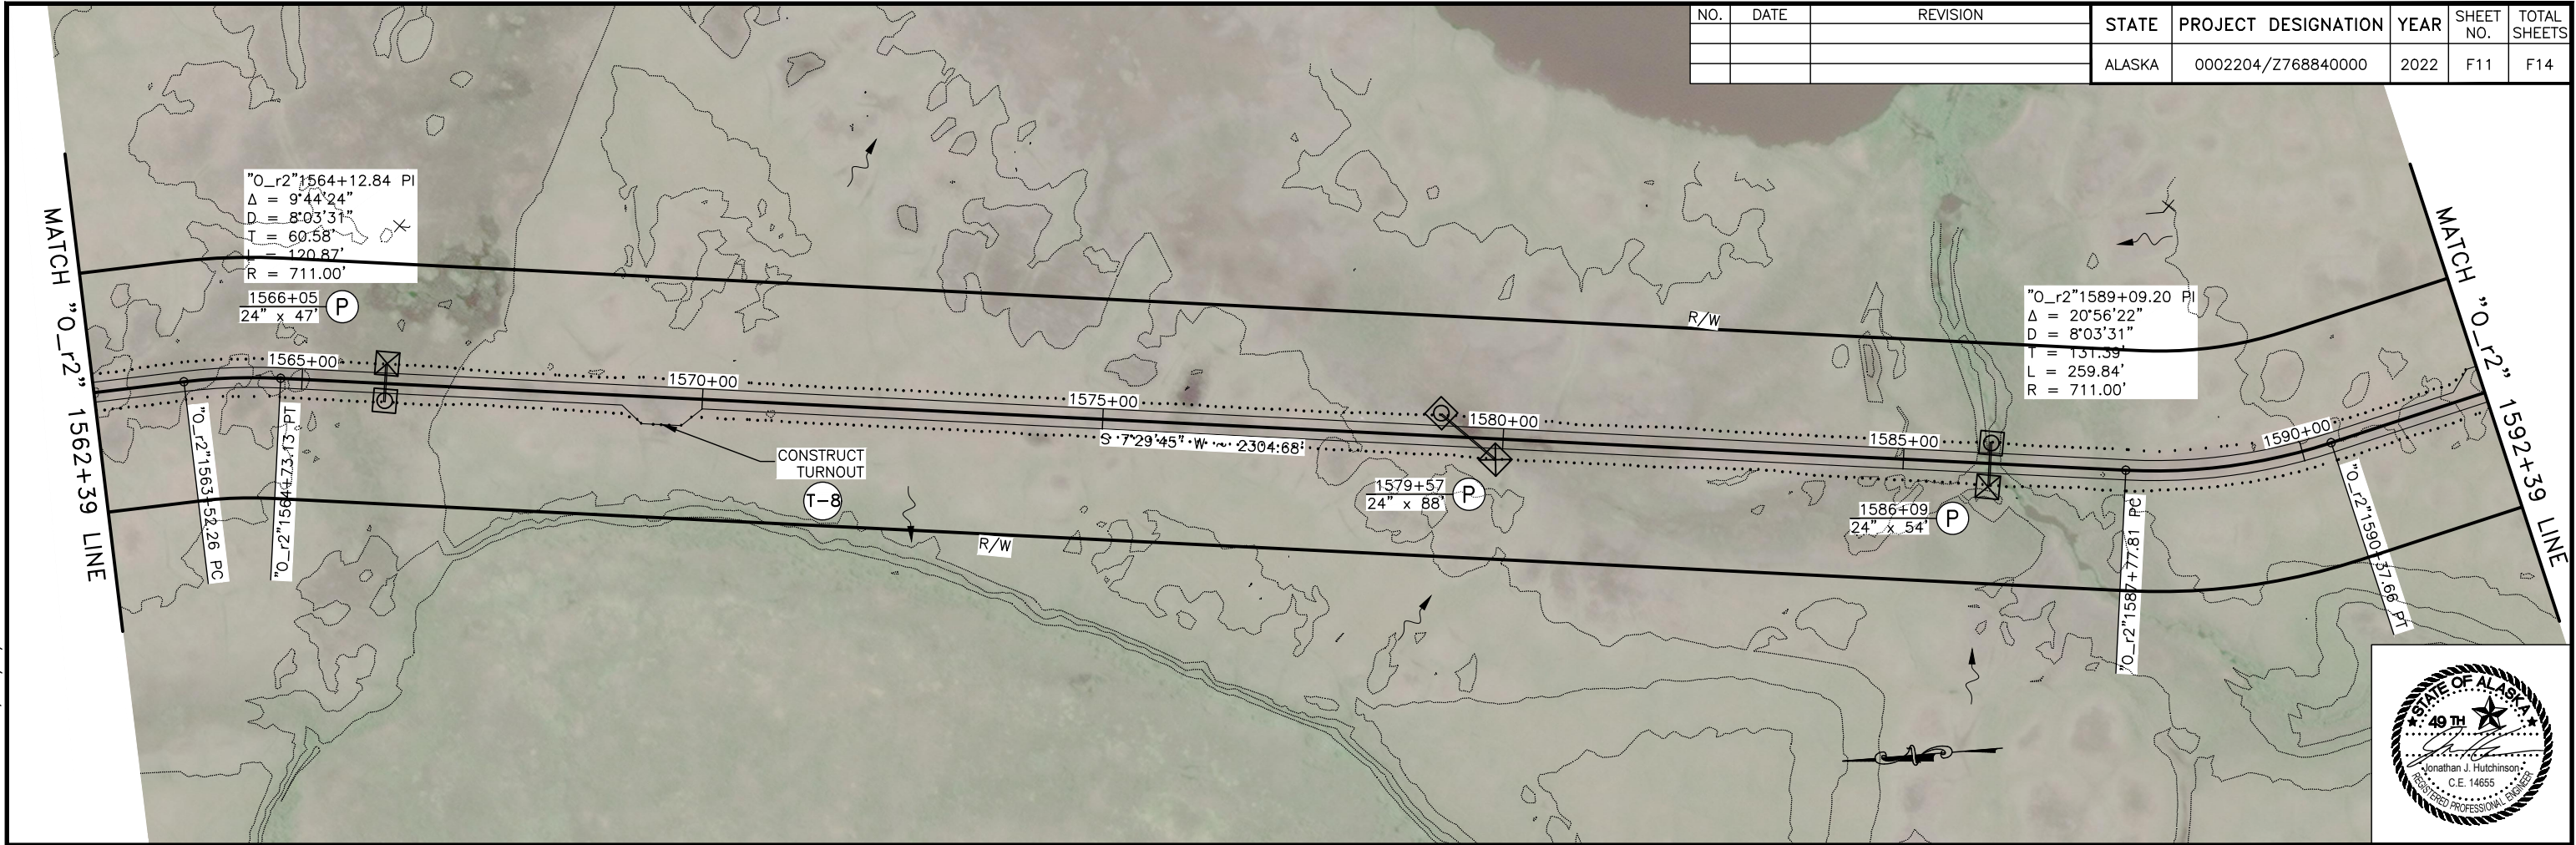 NO. DATE REVISION
STATE PROJECT DESIGNATION YEAR SHEET NO. TOTAL SHEETS
ALASKA 0002204/Z768840000 2022 F11 F14
MATCH "O_r2" 1562+39 LINE
"O_r2"1564+12.84 PI
Δ = 9°44'24"
D = 8°03'31"
T = 60.58'
L = 120.87'
R = 711.00'
1566+05
24" x 47'
P
1565+00
"O_r2"1563+52.26 PC
"O_r2"1564+73.13 PT
1570+00
CONSTRUCT
TURNOUT
T-8
1575+00
S 7°29'45" W ~ 2304.68'
R/W
R/W
1580+00
1579+57
24" x 88'
P
1585+00
1586+09
24" x 54'
P
"O_r2"1589+09.20 PI
Δ = 20°56'22"
D = 8°03'31"
T = 131.39'
L = 259.84'
R = 711.00'
"O_r2"1587+77.81 PC
1590+00
"O_r2"1590+37.66 PT
MATCH "O_r2" 1592+39 LINE
STATE OF ALASKA
49 TH
Jonathan J. Hutchinson
C.E. 14655
REGISTERED PROFESSIONAL ENGINEER